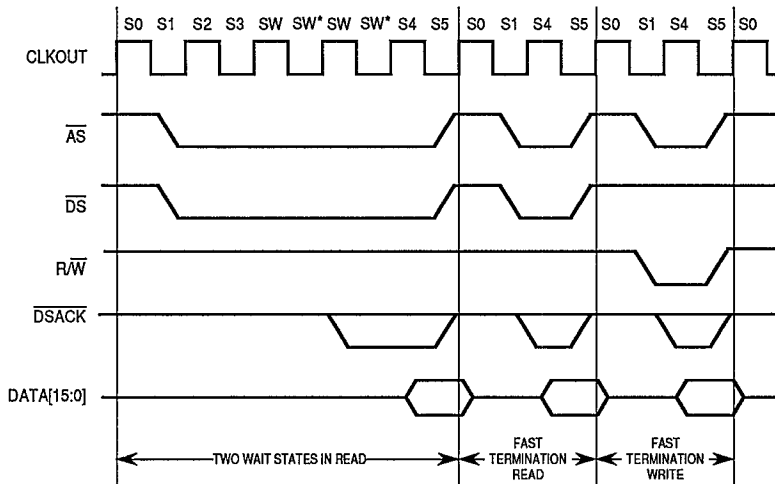 S0 S1 S2 S3 SW SW* SW SW* S4 S5 S0 S1 S4 S5 S0 S1 S4 S5 S0
CLKOUT
AS
DS
R/W
DSACK
DATA[15:0]
TWO WAIT STATES IN READ
FAST
TERMINATION
READ
FAST
TERMINATION
WRITE